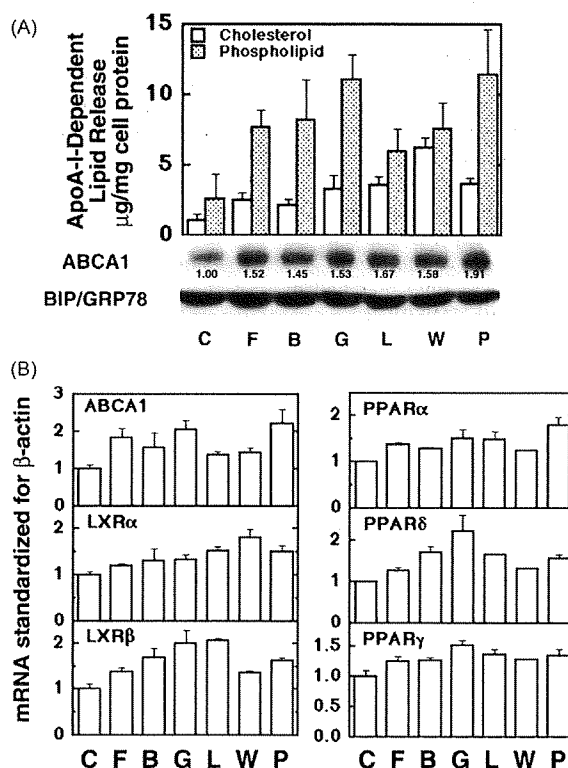 (A)
15
10
5
0
ApoA-I-Dependent
Lipid Release
µg/mg cell protein
Cholesterol
Phospholipid
ABCA1
1.00 1.52 1.45 1.53 1.67 1.58 1.91
BIP/GRP78
C F B G L W P
(B)
mRNA standardized for β-actin
3
2
1
0
ABCA1
2
1
0
LXRα
2
1
0
LXRβ
C F B G L W P
2
1
0
PPARα
2
1
0
PPARδ
1.5
1.0
0.5
0
PPARγ
C F B G L W P